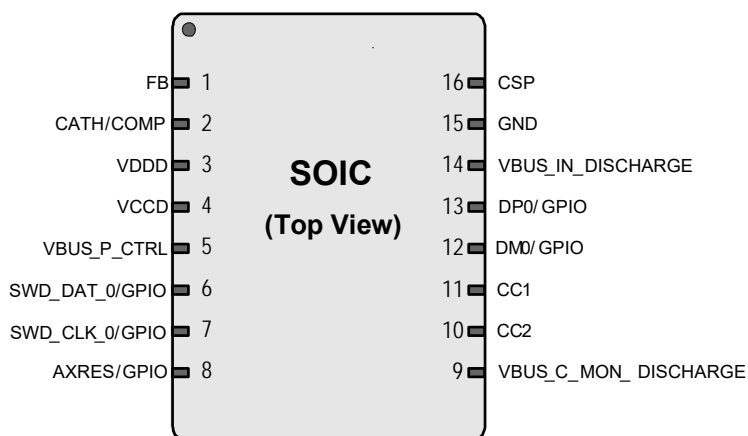 FB 1 16 CSP
CATH/COMP 2 15 GND
VDDD 3 14 VBUS_IN_DISCHARGE
SOIC
VCCD 4 13 DP0/ GPIO
(Top View)
VBUS_P_CTRL 5 12 DM0/ GPIO
SWD_DAT_0/GPIO 6 11 CC1
SWD_CLK_0/GPIO 7 10 CC2
AXRES/GPIO 8 9 VBUS_C_MON_ DISCHARGE